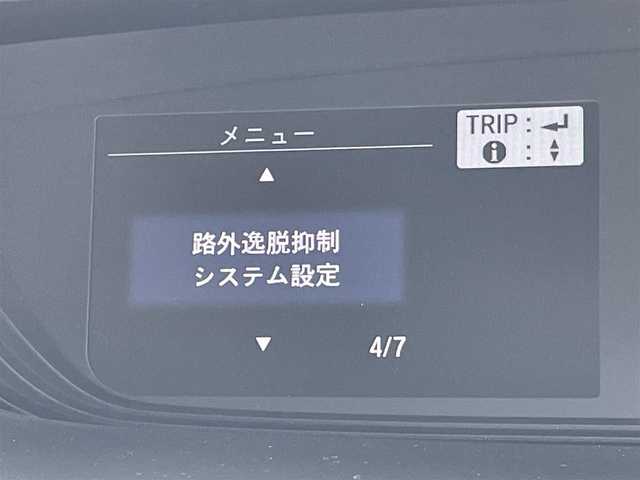 メニュー
TRIP :
i :
路外逸脱抑制
システム設定
4/7